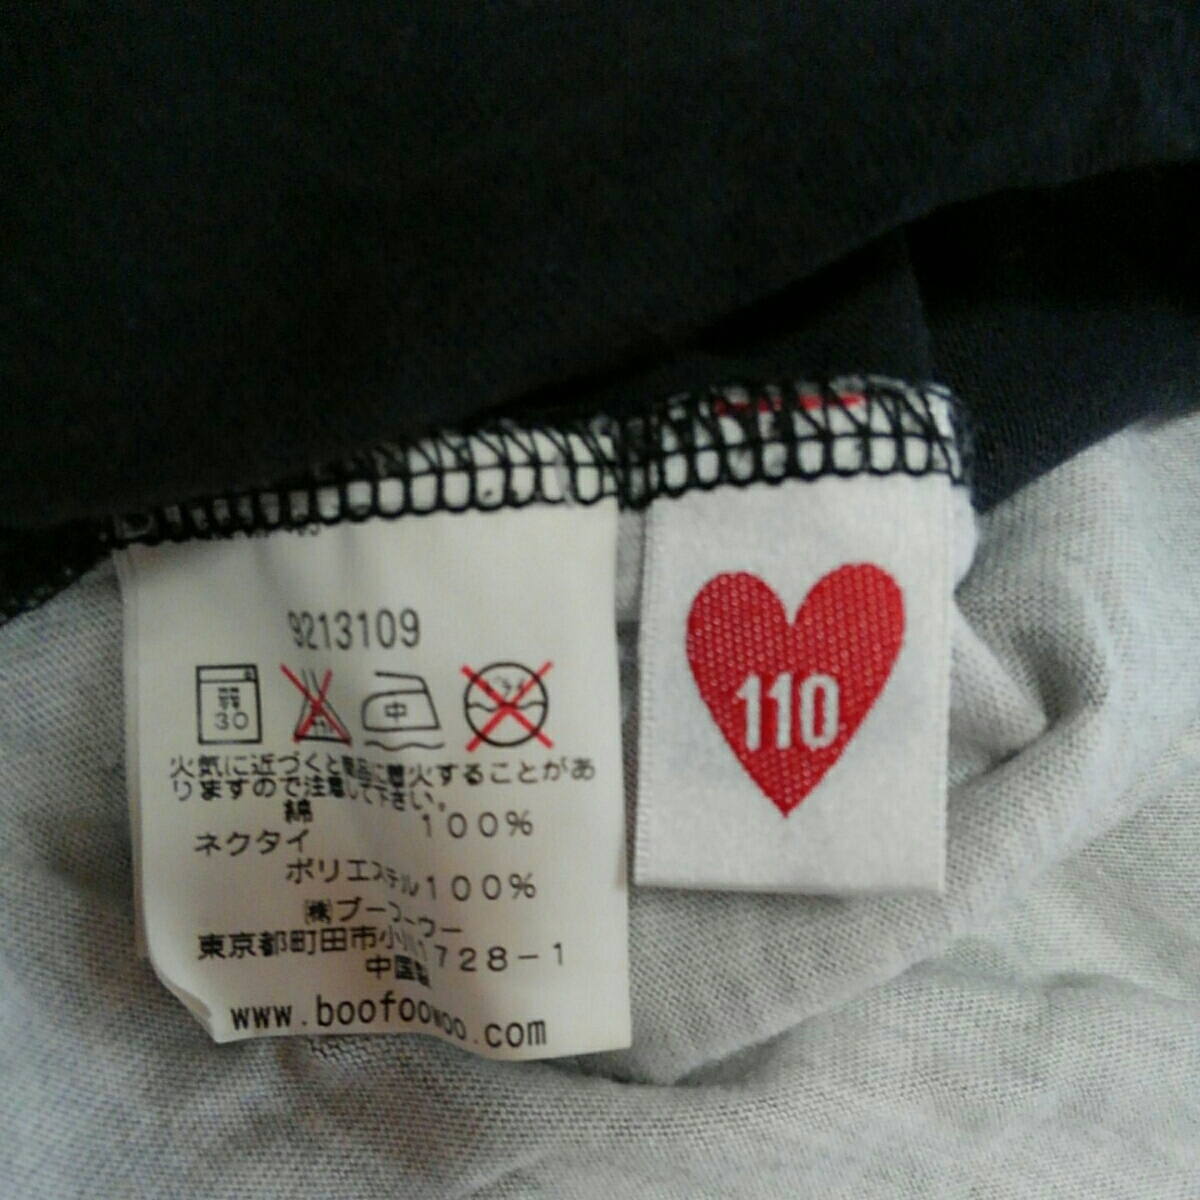 9213109
30
中
火気に近づくと製品に着火することがあ
りますので注意して下さい。
綿 100%
ネクタイ
ポリエステル100%
㈱ブーフーウー
東京都町田市小川1728-1
中国製
www.boofoowoo.com
110